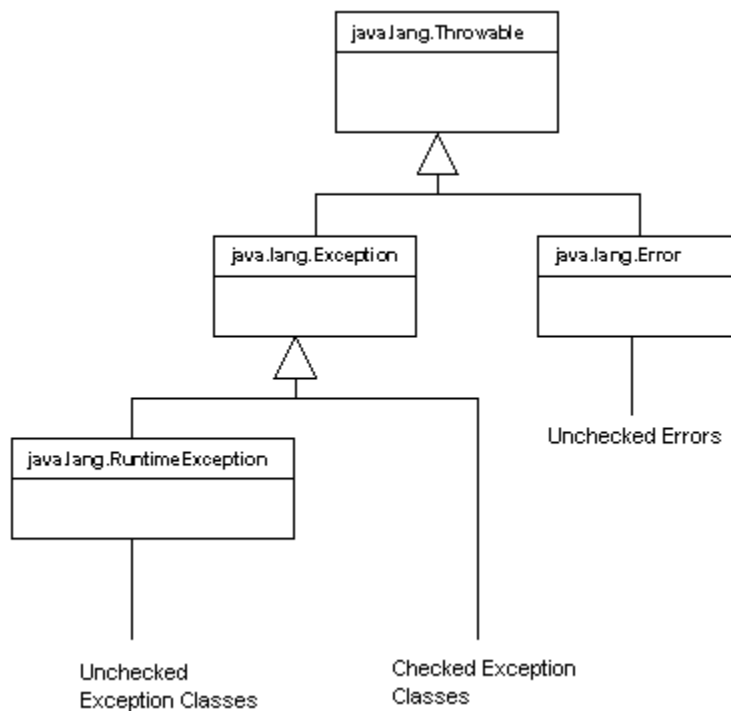 java.lang.Throwable
java.lang.Exception
java.lang.Error
Unchecked Errors
java.lang.RuntimeException
Unchecked
Exception Classes
Checked Exception
Classes